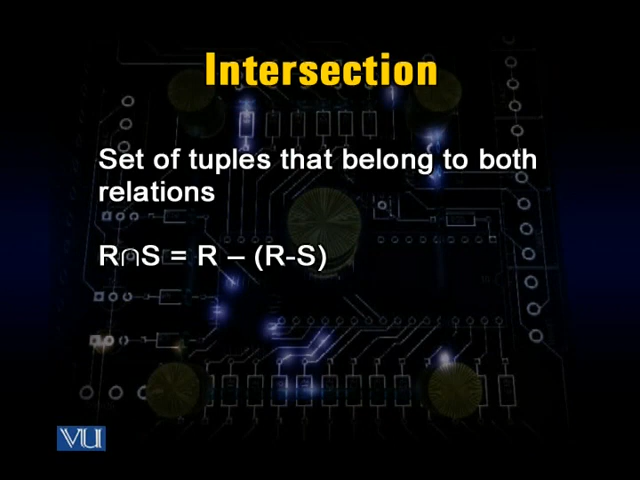 Intersection
Set of tuples that belong to both
relations
R∩S = R – (R-S)
VU